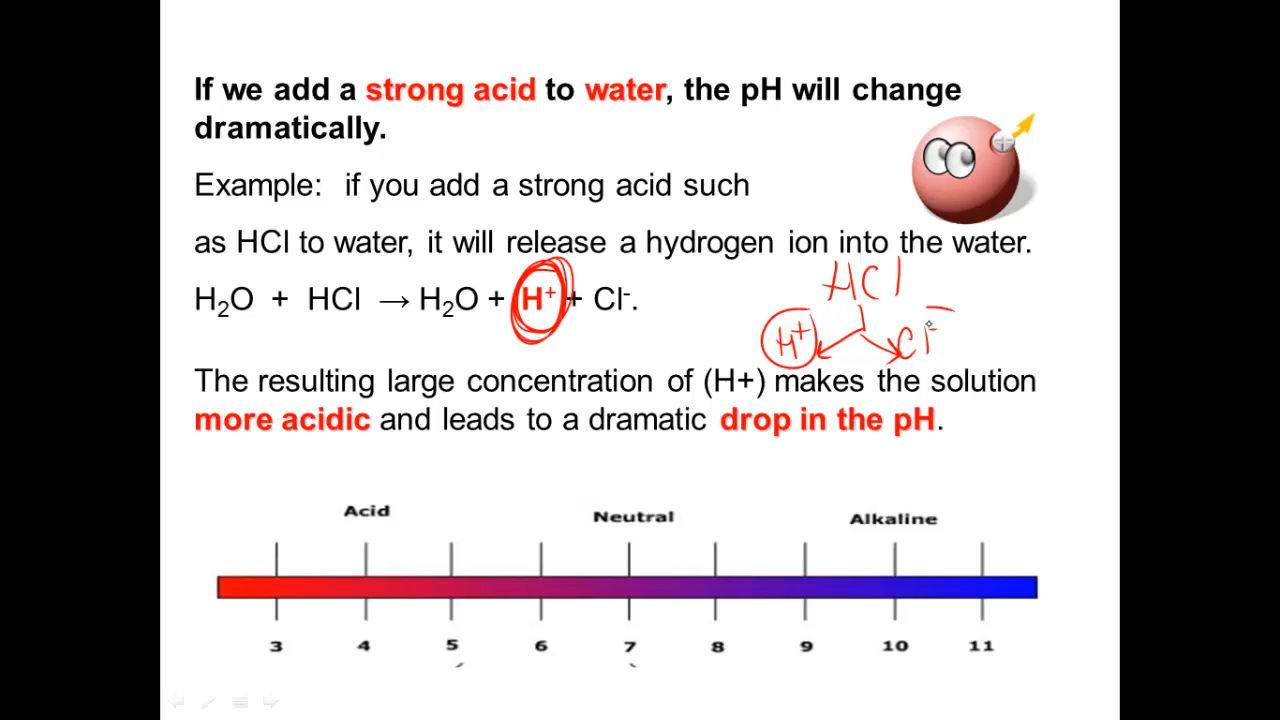 If we add a strong acid to water, the pH will change
dramatically.
Example: if you add a strong acid such
as HCl to water, it will release a hydrogen ion into the water.
HCl
H₂O + HCl → H₂O + H⁺ + Cl⁻.
H⁺ Cl⁻
The resulting large concentration of (H+) makes the solution
more acidic and leads to a dramatic drop in the pH.
Acid Neutral Alkaline
3 4 5 6 7 8 9 10 11